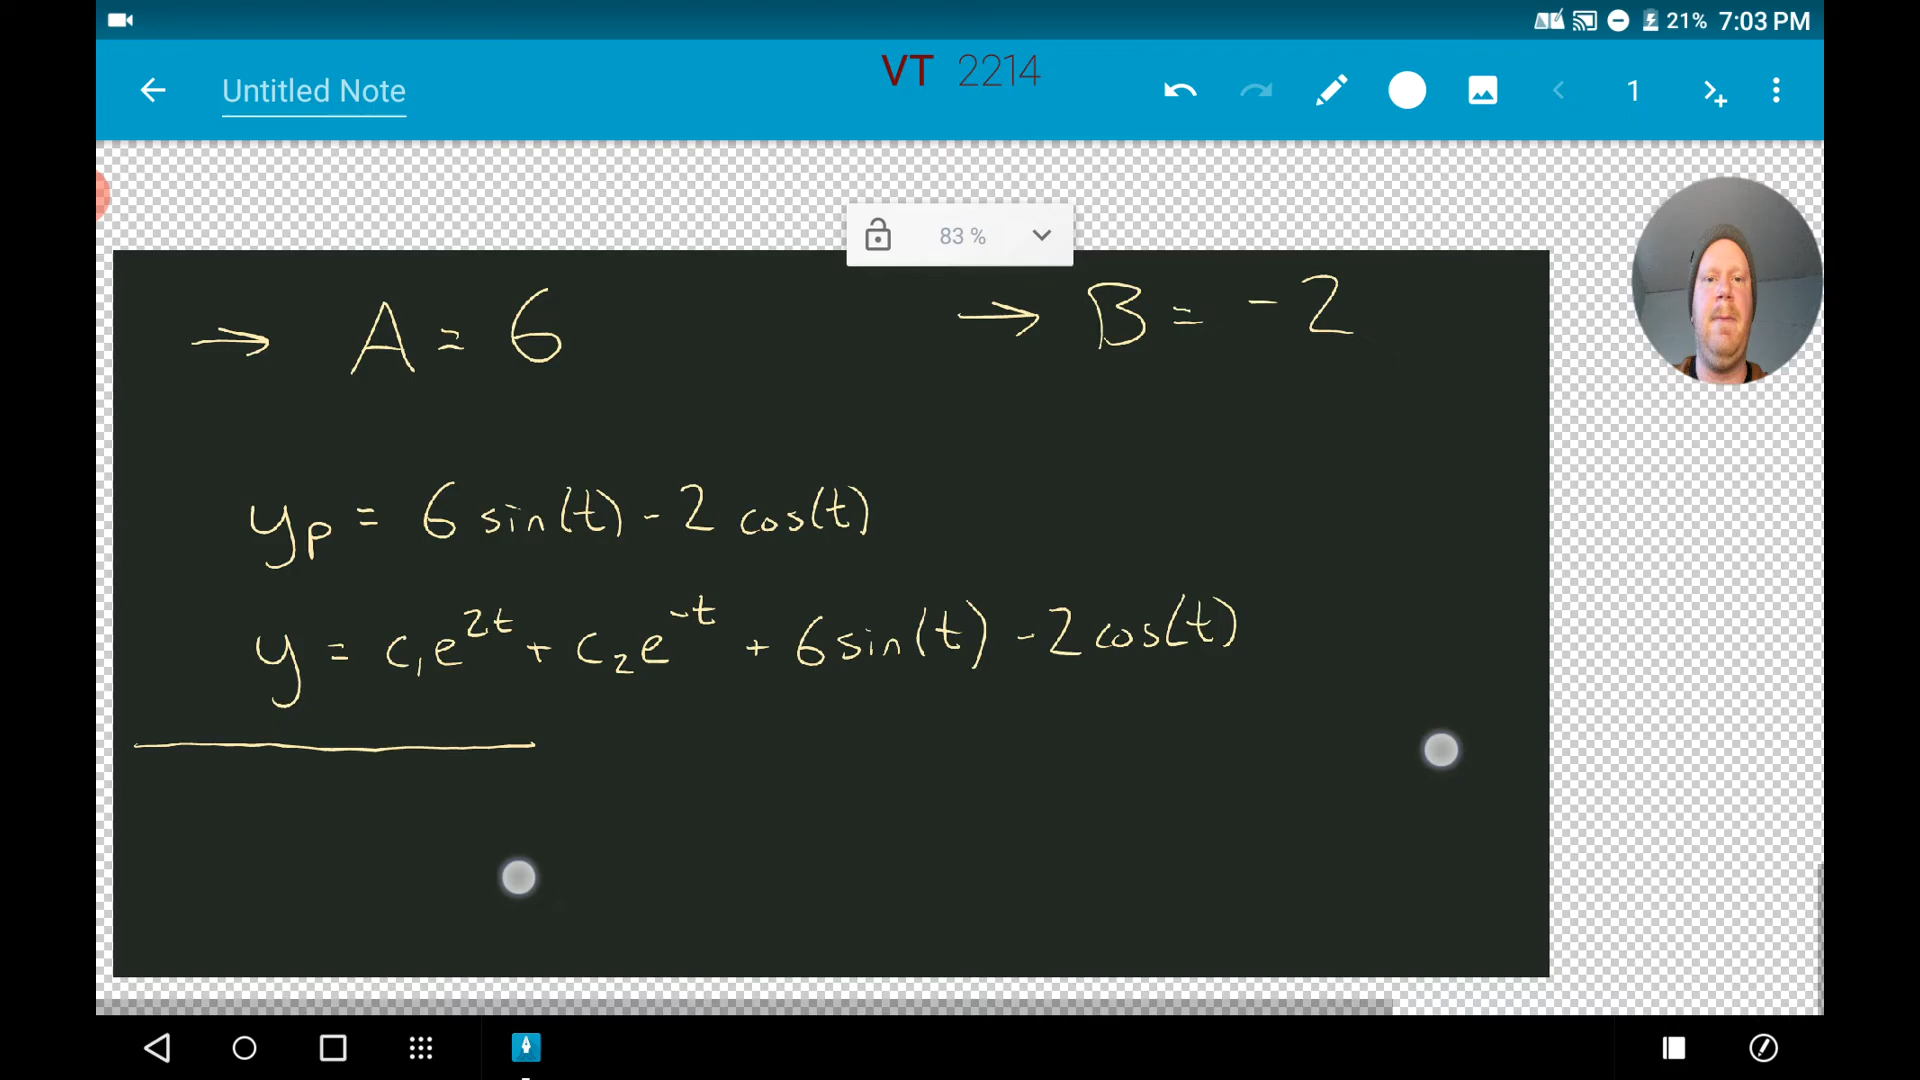 21% 7:03 PM
VT 2214
Untitled Note
1
83 %
→ A = 6
→ B = -2
y_p = 6 sin(t) - 2 cos(t)
y = c₁e^{2t} + c₂e^{-t} + 6sin(t) - 2cos(t)